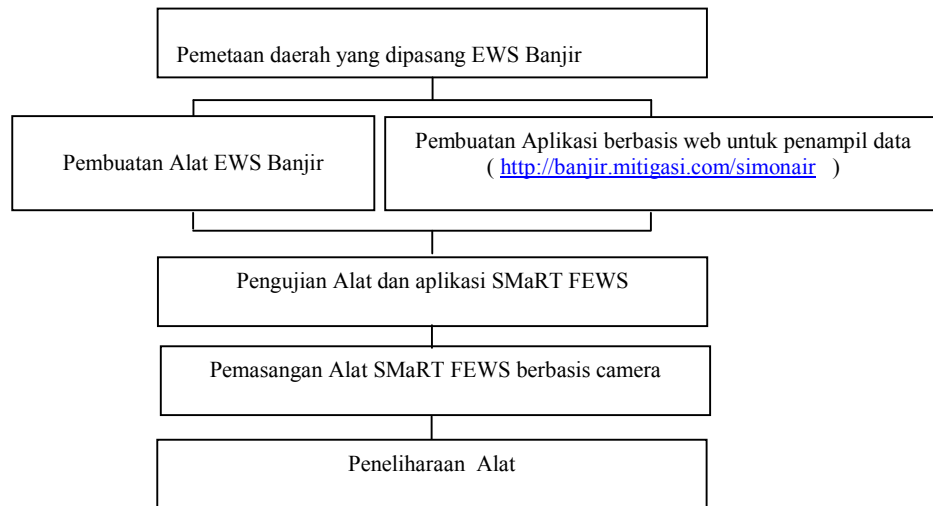 Pemetaan daerah yang dipasang EWS Banjir
Pembuatan Alat EWS Banjir
Pembuatan Aplikasi berbasis web untuk penampil data
( http://banjir.mitigasi.com/simonair )
Pengujian Alat dan aplikasi SMaRT FEWS
Pemasangan Alat SMaRT FEWS berbasis camera
Peneliharaan Alat